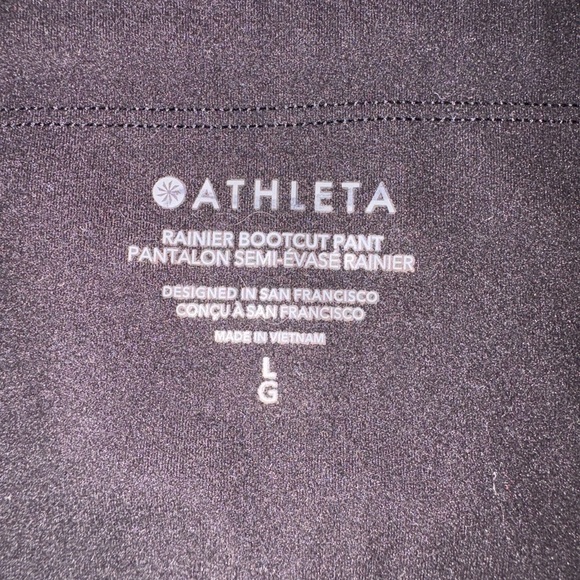 ATHLETA
RAINIER BOOTCUT PANT
PANTALON SEMI-ÉVASÉ RAINIER
DESIGNED IN SAN FRANCISCO
CONÇU À SAN FRANCISCO
MADE IN VIETNAM
L
G